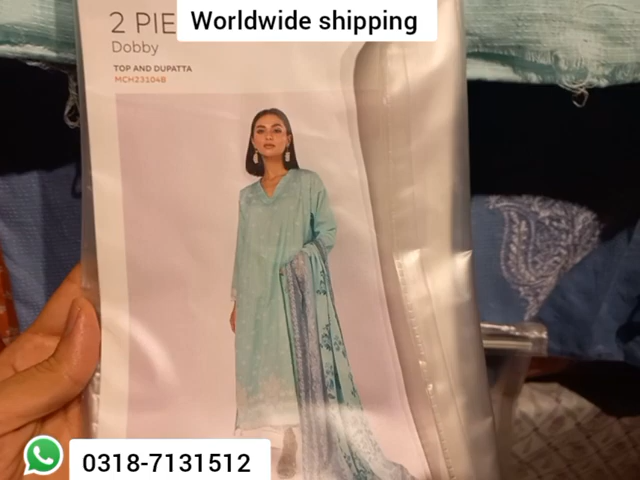 Worldwide shipping
2 PIE
Dobby
TOP AND DUPATTA
MCH23104B
0318-7131512